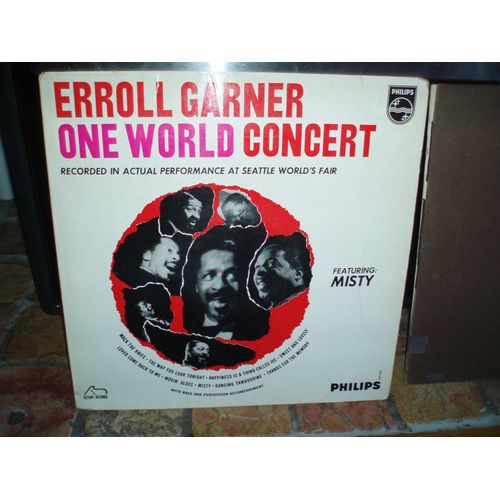 PHILIPS
ERROLL GARNER
ONE WORLD CONCERT
RECORDED IN ACTUAL PERFORMANCE AT SEATTLE WORLD'S FAIR
FEATURING:
MISTY
MACK THE KNIFE · THE WAY YOU LOOK TONIGHT · HAPPINESS IS A THING CALLED JOE · SWEET AND LOVELY
LOVER COME BACK TO ME · MOVIN' BLUES · MISTY · DANCING TAMBOURINE · THANKS FOR THE MEMORY
WITH BASS AND PERCUSSION ACCOMPANIMENT
OCTAVE RECORDS
PHILIPS